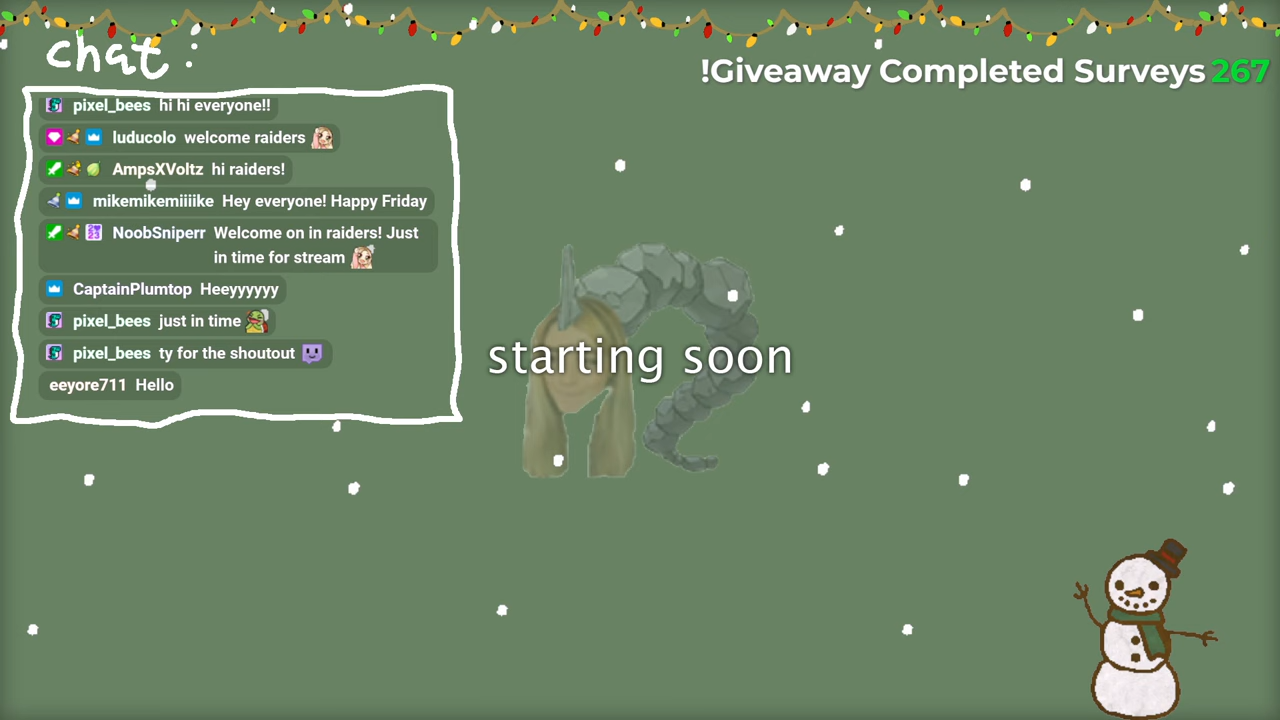 chat:
!Giveaway Completed Surveys 267
pixel_bees hi hi everyone!!
luducolo welcome raiders
AmpsXVoltz hi raiders!
mikemikemiiiike Hey everyone! Happy Friday
NoobSniperr Welcome on in raiders! Just
in time for stream
CaptainPlumtop Heeyyyyyy
pixel_bees just in time
pixel_bees ty for the shoutout
eeyore711 Hello
starting soon